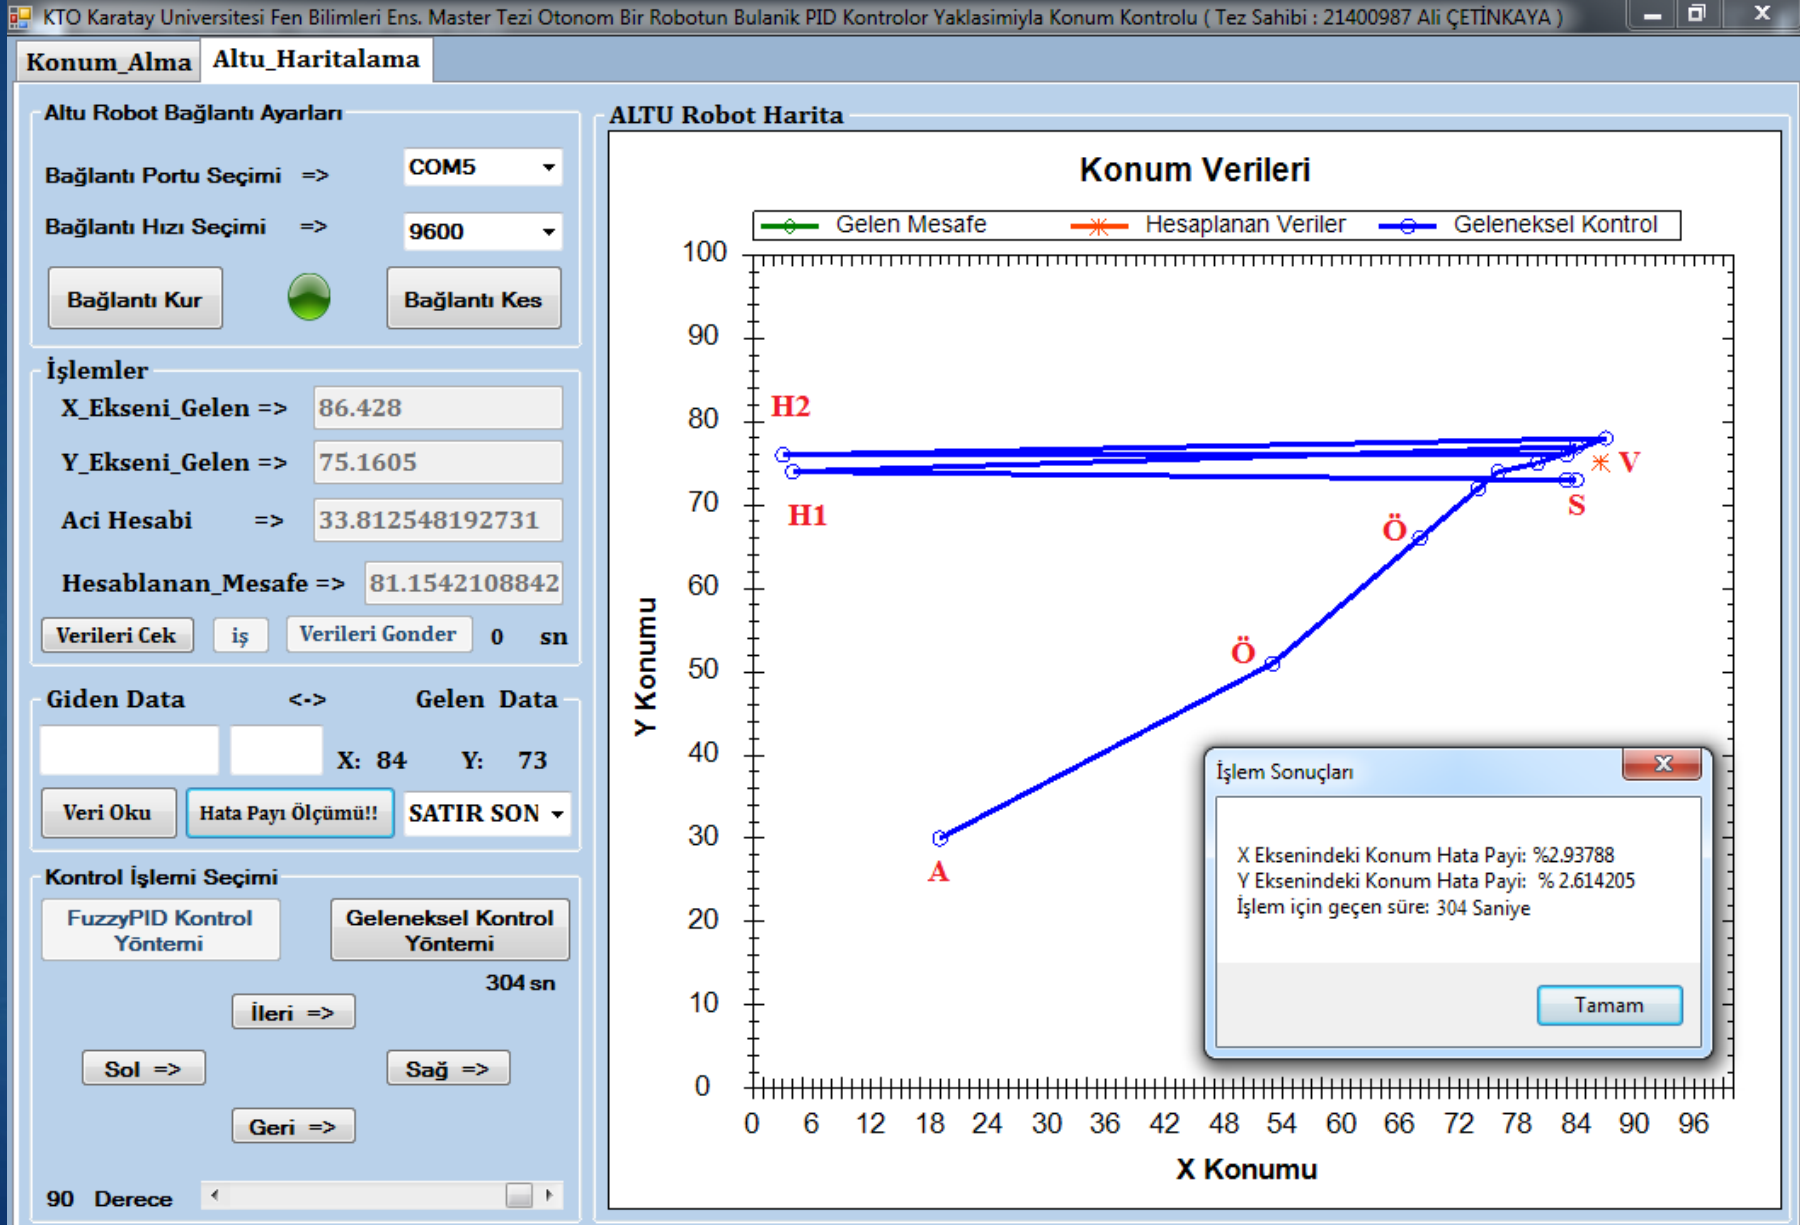 KTO Karatay Universitesi Fen Bilimleri Ens. Master Tezi Otonom Bir Robotun Bulanik PID Kontrolor Yaklasimiyla Konum Kontrolu ( Tez Sahibi : 21400987 Ali ÇETİNKAYA )
Konum_Alma Altu_Haritalama
Altu Robot Bağlantı Ayarları
Bağlantı Portu Seçimi => COM5
Bağlantı Hızı Seçimi => 9600
Bağlantı Kur Bağlantı Kes
İşlemler
X_Ekseni_Gelen => 86.428
Y_Ekseni_Gelen => 75.1605
Aci Hesabi => 33.812548192731
Hesablanan_Mesafe => 81.1542108842
Verileri Cek iş Verileri Gonder 0 sn
Giden Data <-> Gelen Data
X: 84 Y: 73
Veri Oku Hata Payı Ölçümü!! SATIR SON
Kontrol İşlemi Seçimi
FuzzyPID Kontrol Yöntemi
Geleneksel Kontrol Yöntemi
304 sn
İleri =>
Sol => Sağ =>
Geri =>
90 Derece
ALTU Robot Harita
Konum Verileri
Gelen Mesafe Hesaplanan Veriler Geleneksel Kontrol
100
90
80
70
60
50
40
30
20
10
0
Y Konumu
H2
H1
V
S
Ö
Ö
A
0 6 12 18 24 30 36 42 48 54 60 66 72 78 84 90 96
X Konumu
İşlem Sonuçları
X Eksenindeki Konum Hata Payi: %2.93788
Y Eksenindeki Konum Hata Payi: % 2.614205
İşlem için geçen süre: 304 Saniye
Tamam